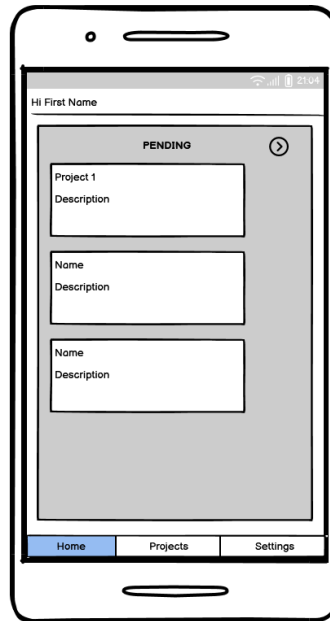 21:04
Hi First Name
PENDING
Project 1
Description
Name
Description
Name
Description
Home Projects Settings